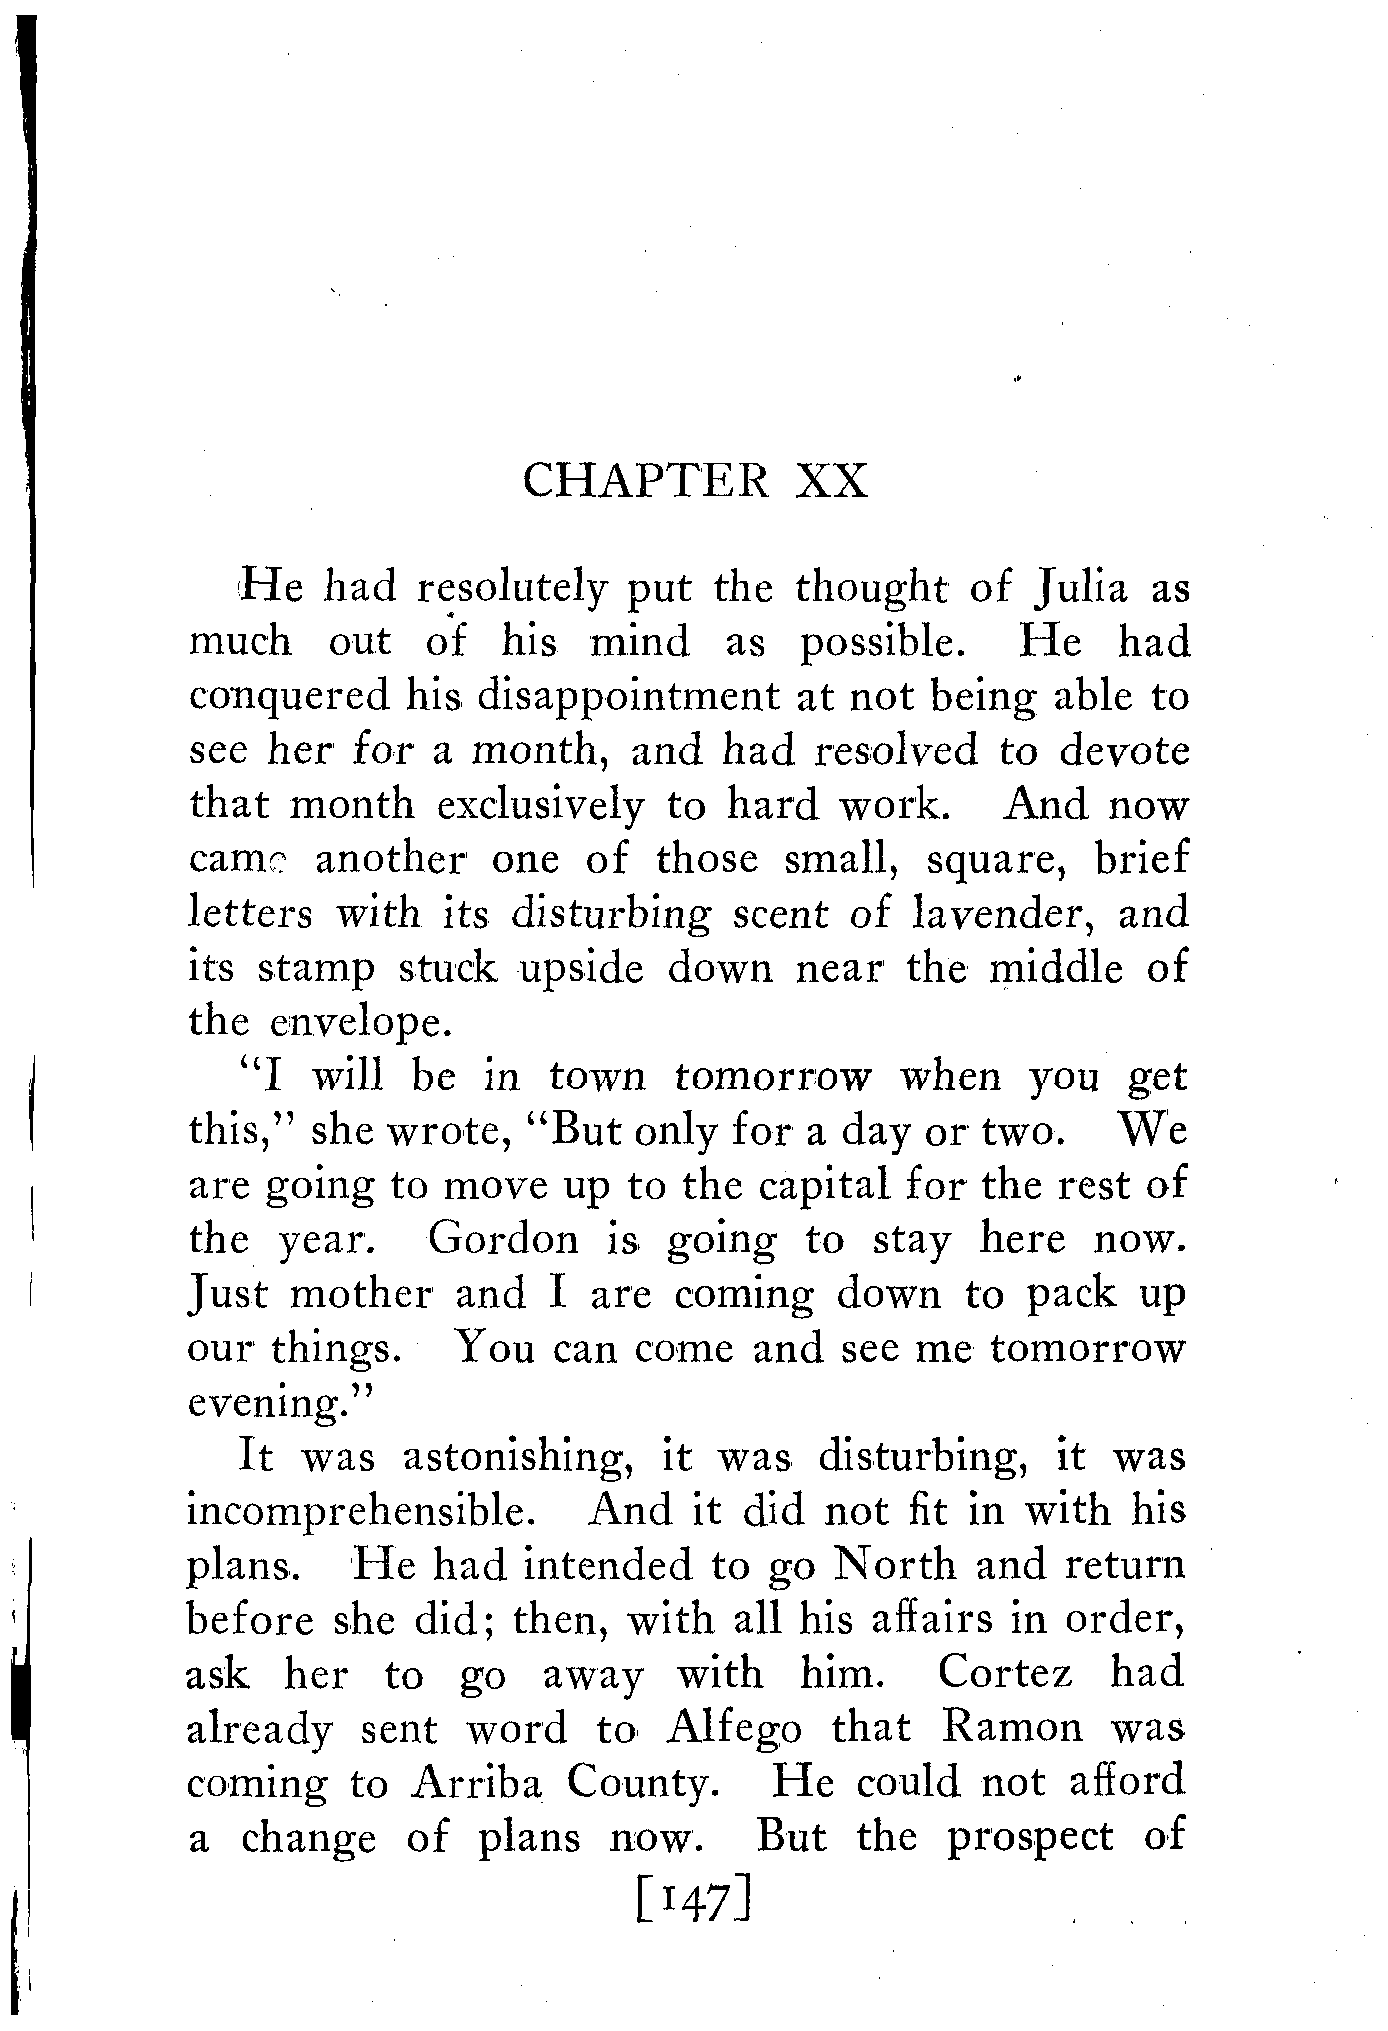 CHAPTER XX
He had resolutely put the thought of Julia as
much out of his mind as possible. He had
conquered his disappointment at not being able to
see her for a month, and had resolved to devote
that month exclusively to hard work. And now
came another one of those small, square, brief
letters with its disturbing scent of lavender, and
its stamp stuck upside down near the middle of
the envelope.
"I will be in town tomorrow when you get
this," she wrote, "But only for a day or two. We
are going to move up to the capital for the rest of
the year. Gordon is going to stay here now.
Just mother and I are coming down to pack up
our things. You can come and see me tomorrow
evening."
It was astonishing, it was disturbing, it was
incomprehensible. And it did not fit in with his
plans. He had intended to go North and return
before she did; then, with all his affairs in order,
ask her to go away with him. Cortez had
already sent word to Alfego that Ramon was
coming to Arriba County. He could not afford
a change of plans now. But the prospect of
[147]